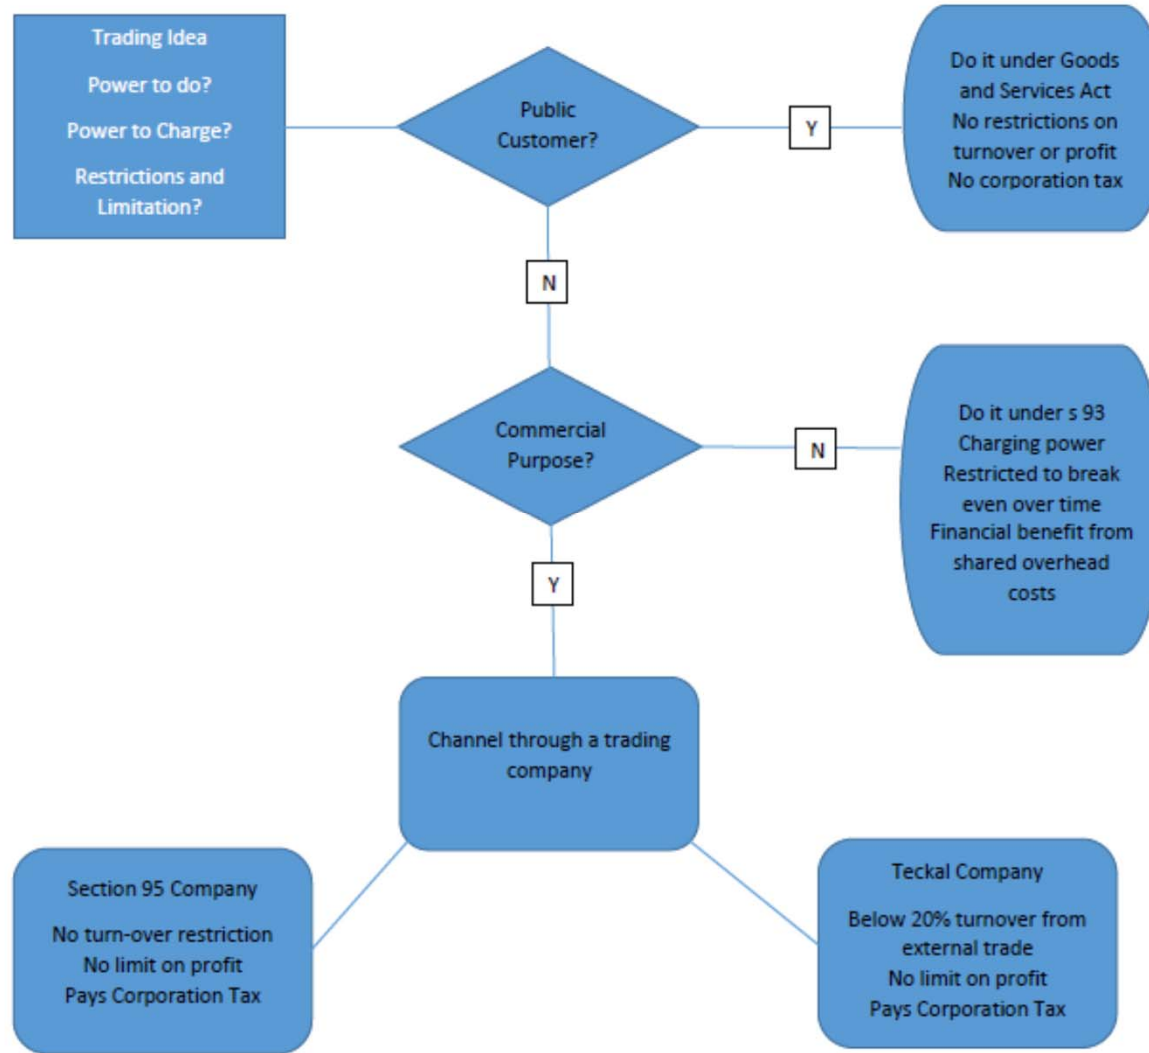 Trading Idea
Power to do?
Power to Charge?
Restrictions and
Limitation?
Public
Customer?
Y
Do it under Goods
and Services Act
No restrictions on
turnover or profit
No corporation tax
N
Commercial
Purpose?
N
Do it under s 93
Charging power
Restricted to break
even over time
Financial benefit from
shared overhead
costs
Y
Channel through a trading
company
Section 95 Company
No turn-over restriction
No limit on profit
Pays Corporation Tax
Teckal Company
Below 20% turnover from
external trade
No limit on profit
Pays Corporation Tax